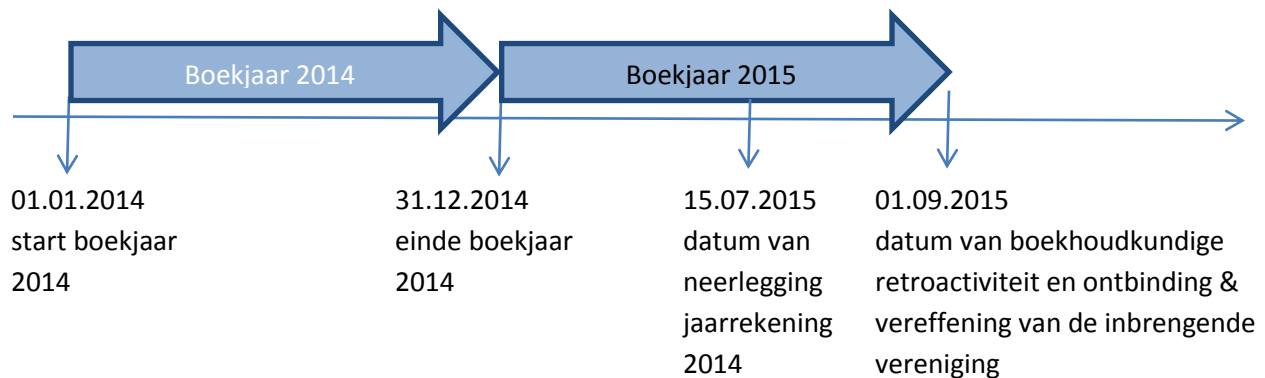 Boekjaar 2014
Boekjaar 2015
01.01.2014
start boekjaar
2014
31.12.2014
einde boekjaar
2014
15.07.2015
datum van
neerlegging
jaarrekening
2014
01.09.2015
datum van boekhoudkundige
retroactiviteit en ontbinding &
vereffening van de inbrengende
vereniging